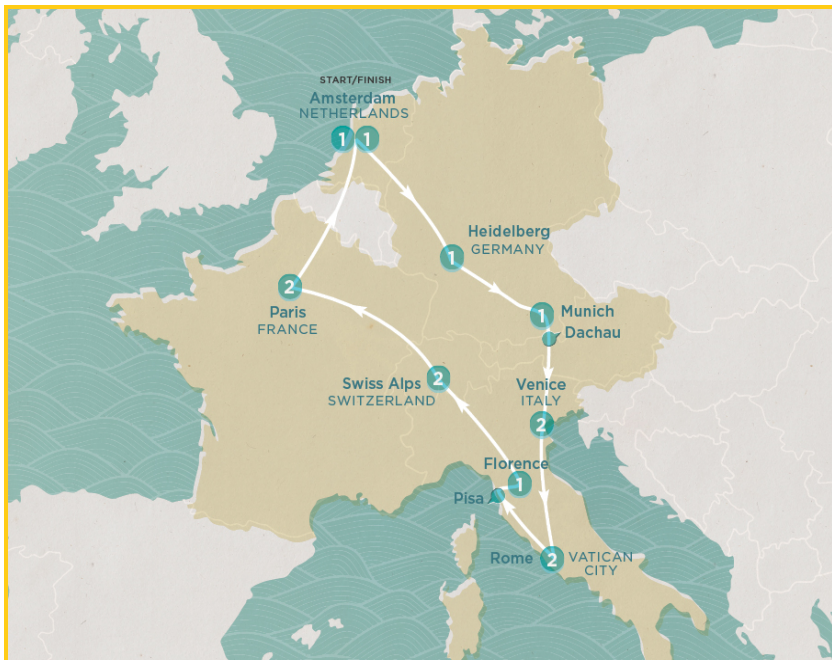 START/FINISH
Amsterdam
NETHERLANDS
1 1
Heidelberg
GERMANY
1
2
Paris
FRANCE
1
Munich
Dachau
Swiss Alps
SWITZERLAND
2
Venice
ITALY
2
Florence
1
Pisa
Rome
2
VATICAN
CITY